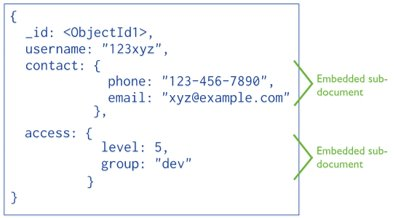 {
_id: <ObjectId1>,
username: "123xyz",
contact: {
phone: "123-456-7890",
email: "xyz@example.com"
},
Embedded sub-
document
access: {
level: 5,
group: "dev"
}
Embedded sub-
document
}